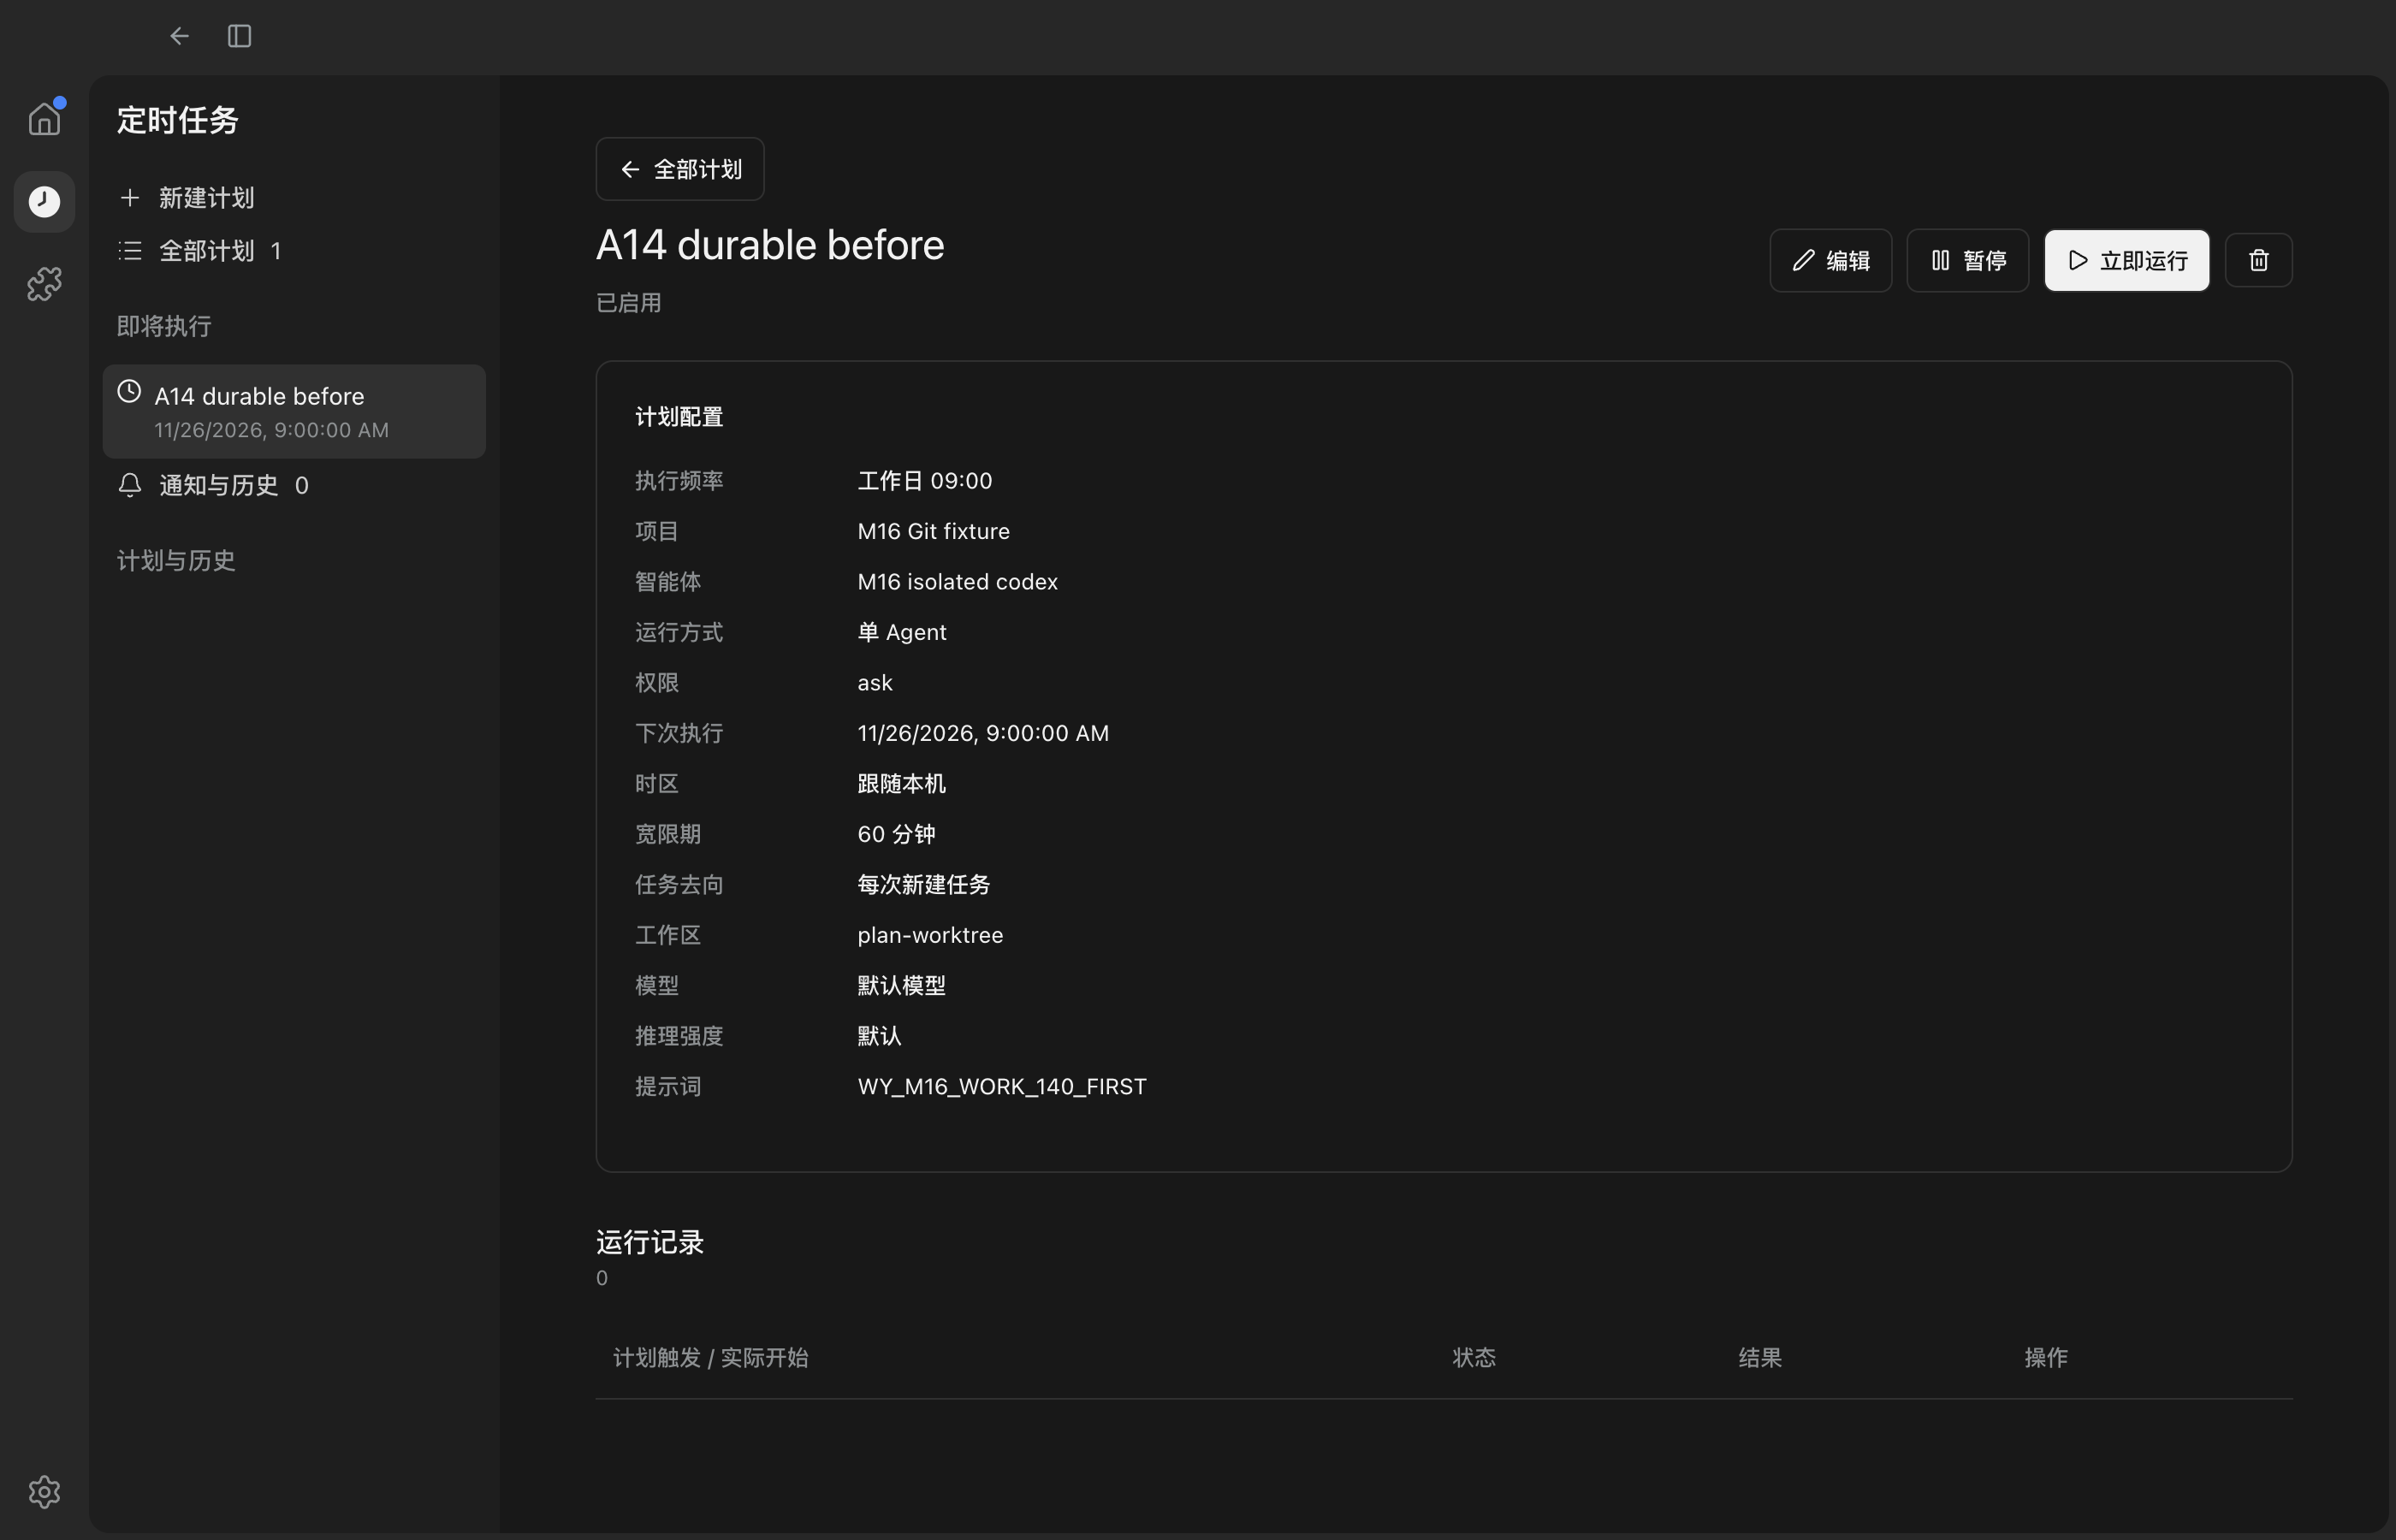 定时任务
新建计划
全部计划 1
即将执行
A14 durable before
11/26/2026, 9:00:00 AM
通知与历史 0
计划与历史
全部计划
A14 durable before
已启用
编辑
暂停
立即运行
计划配置
执行频率 工作日 09:00
项目 M16 Git fixture
智能体 M16 isolated codex
运行方式 单 Agent
权限 ask
下次执行 11/26/2026, 9:00:00 AM
时区 跟随本机
宽限期 60 分钟
任务去向 每次新建任务
工作区 plan-worktree
模型 默认模型
推理强度 默认
提示词 WY_M16_WORK_140_FIRST
运行记录
0
计划触发 / 实际开始 状态 结果 操作